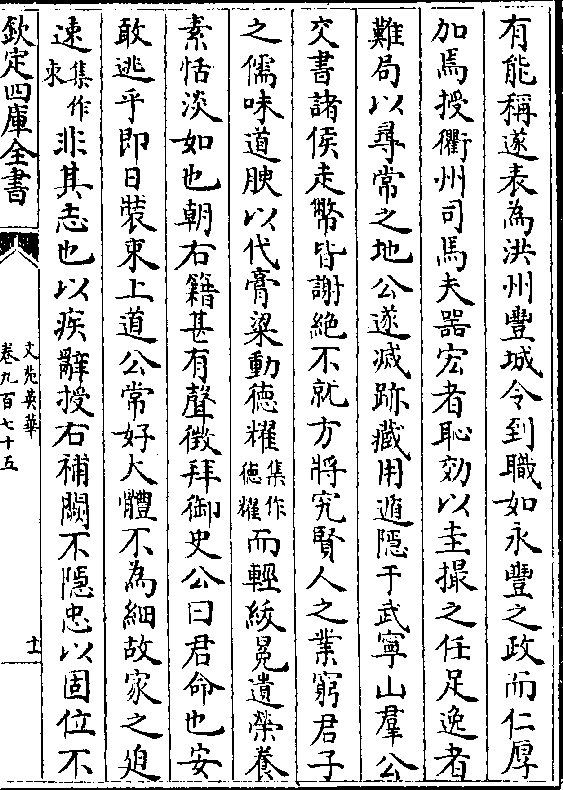 有能稱遂表為洪州豐城令到職如永豐之政而仁厚
加焉授衢州司馬夫器宏者恥効以圭撮之任足逸者
難局以尋常之地公遂減跡藏用遁隱于武寧山羣公
交書諸侯走幣皆謝絶不就方將究賢人之業窮君子
之儒味道腴以代膏粱動徳耀集作徳耀而輕紱冕遺榮養
素恬淡如也朝右籍甚有聲徵拜御史公曰君命也安
敢逃乎即日裝束上道公常好大體不為細故家之迫
速集作束非其志也以疾辭授右補闕不隱忠以固位不
欽定四庫全書
文苑英華
卷九百七十五
十一